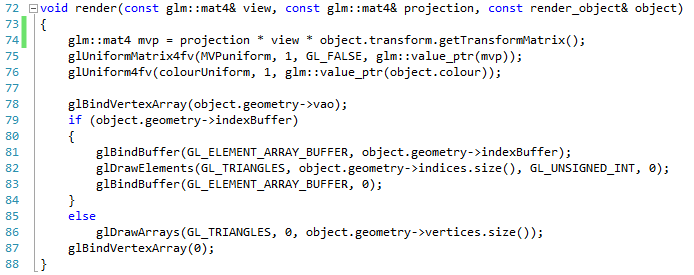 72 void render(const glm::mat4& view, const glm::mat4& projection, const render_object& object)
73 {
74 glm::mat4 mvp = projection * view * object.transform.getTransformMatrix();
75 glUniformMatrix4fv(MVPuniform, 1, GL_FALSE, glm::value_ptr(mvp));
76 glUniform4fv(colourUniform, 1, glm::value_ptr(object.colour));
77
78 glBindVertexArray(object.geometry->vao);
79 if (object.geometry->indexBuffer)
80 {
81 glBindBuffer(GL_ELEMENT_ARRAY_BUFFER, object.geometry->indexBuffer);
82 glDrawElements(GL_TRIANGLES, object.geometry->indices.size(), GL_UNSIGNED_INT, 0);
83 glBindBuffer(GL_ELEMENT_ARRAY_BUFFER, 0);
84 }
85 else
86 glDrawArrays(GL_TRIANGLES, 0, object.geometry->vertices.size());
87 glBindVertexArray(0);
88 }